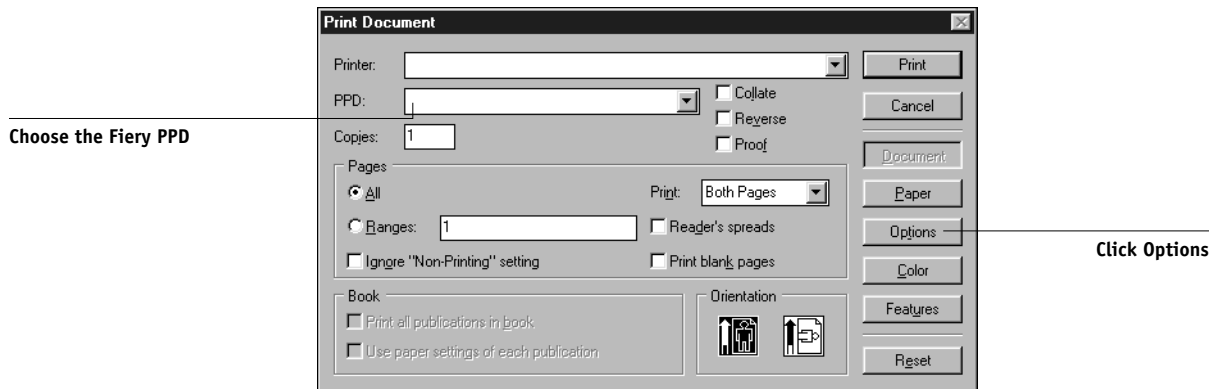 Print Document
Printer:
Print
PPD:
Collate
Cancel
Reverse
Choose the Fiery PPD
Copies: 1
Proof
Document
Pages
All
Print: Both Pages
Paper
Ranges: 1
Reader's spreads
Options
Click Options
Ignore "Non-Printing" setting
Print blank pages
Color
Book
Orientation
Features
Print all publications in book
Use paper settings of each publication
Reset